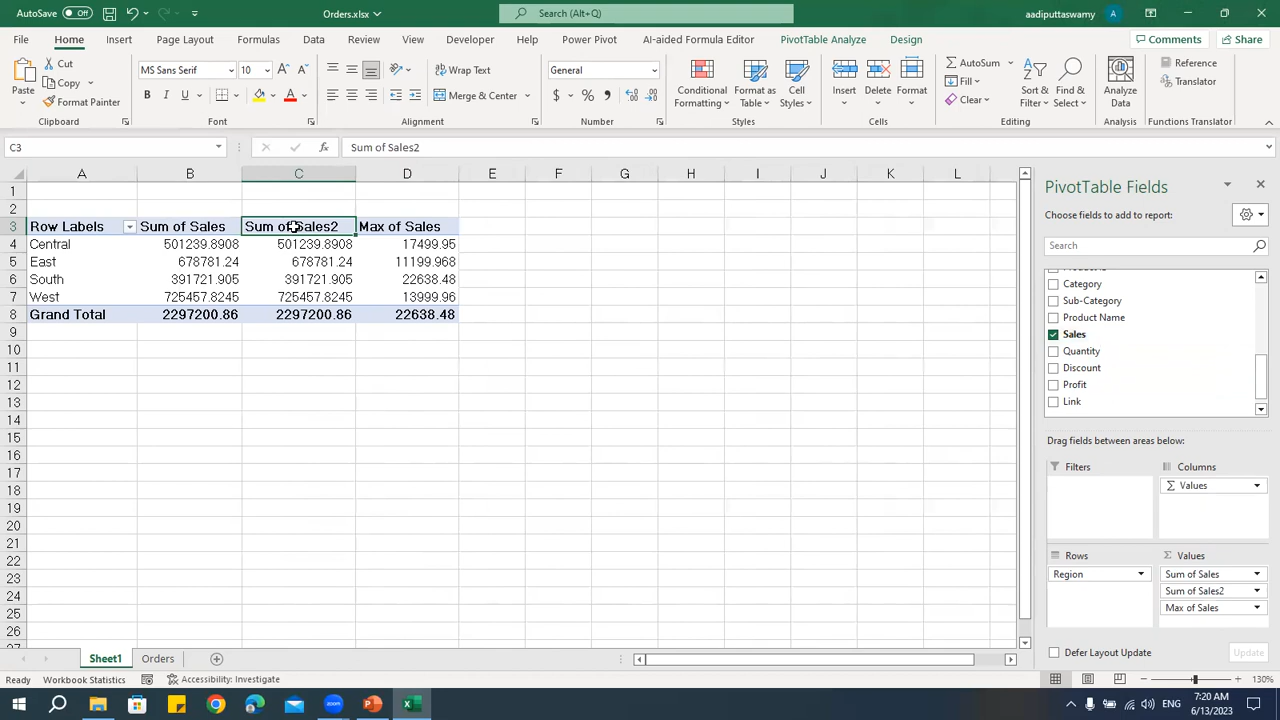 AutoSave Off Orders.xlsx Search (Alt+Q) aadiputtaswamy A
File Home Insert Page Layout Formulas Data Review View Developer Help Power Pivot AI-aided Formula Editor PivotTable Analyze Design Comments Share
Paste Cut Copy Format Painter Clipboard
MS Sans Serif 10 B I U Font
Wrap Text Merge & Center Alignment
General $ % Number
Conditional Formatting Format as Table Cell Styles Styles
Insert Delete Format Cells
AutoSum Fill Clear Sort & Filter Find & Select Editing
Analyze Data Analysis
Reference Translator Functions Translator
C3 fx Sum of Sales2
A B C D E F G H I J K L
1
2
3 Row Labels Sum of Sales Sum of Sales2 Max of Sales
4 Central 501239.8908 501239.8908 17499.95
5 East 678781.24 678781.24 11199.968
6 South 391721.905 391721.905 22638.48
7 West 725457.8245 725457.8245 13999.96
8 Grand Total 2297200.86 2297200.86 22638.48
9
10
11
12
13
14
15
16
17
18
19
20
21
22
23
24
25
26
PivotTable Fields
Choose fields to add to report:
Search
Category
Sub-Category
Product Name
Sales
Quantity
Discount
Profit
Link
Drag fields between areas below:
Filters Columns
Σ Values
Rows Σ Values
Region Sum of Sales
Sum of Sales2
Max of Sales
Defer Layout Update Update
Sheet1 Orders
Ready Workbook Statistics Accessibility: Investigate 130%
ENG 7:20 AM
6/13/2023